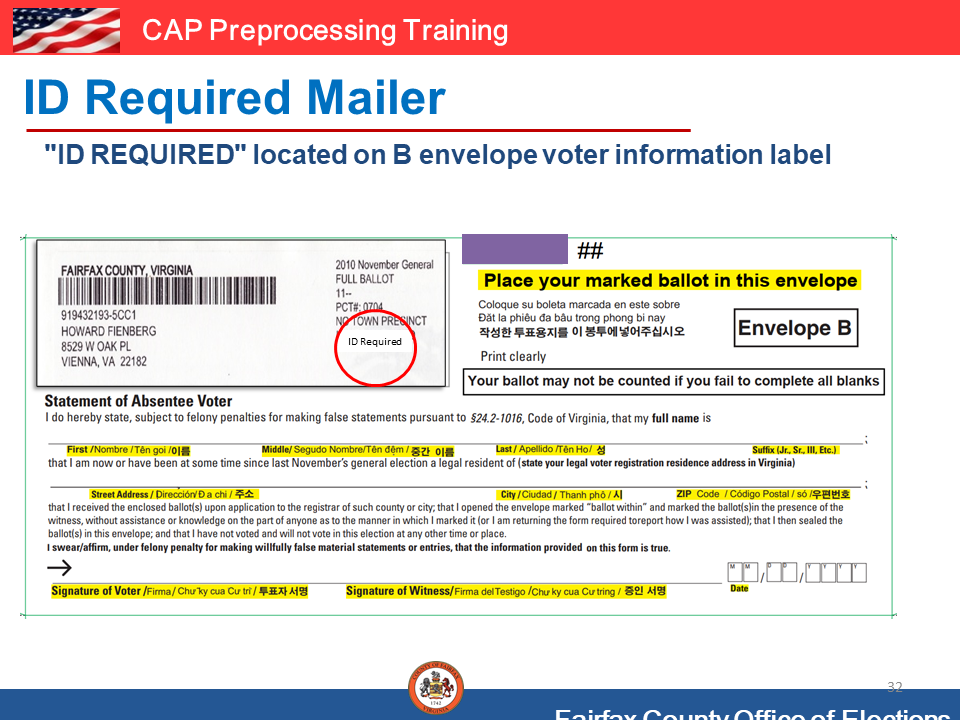 CAP Preprocessing Training
ID Required Mailer
"ID REQUIRED" located on B envelope voter information label
FAIRFAX COUNTY, VIRGINIA
919432193-5CC1
HOWARD FIENBERG
8529 W OAK PL
VIENNA, VA 22182
2010 November General
FULL BALLOT
11--
PCT#: 0704
NO TOWN PRECINCT
ID Required
##
Place your marked ballot in this envelope
Coloque su boleta marcada en este sobre
Đât la phiêu đa bâu trong phong bi nay
작성한 투표용지를 이 봉투에넣어주십시오
Print clearly
Envelope B
Your ballot may not be counted if you fail to complete all blanks
Statement of Absentee Voter
I do hereby state, subject to felony penalties for making false statements pursuant to §24.2-1016, Code of Virginia, that my full name is
First /Nombre / Tên gọi /이름 Middle/ Segudo Nombre/Tên đệm / 중간 이름 Last / Apellido /Tên Ho/ 성 Suffix (Jr., Sr., III, Etc.)
that I am now or have been at some time since last November's general election a legal resident of (state your legal voter registration residence address in Virginia)
Street Address / Dirección/Đ a chi / 주소 City / Ciudad / Thanh phô / 시 ZIP Code / Código Postal / só /우편번호
that I received the enclosed ballot(s) upon application to the registrar of such county or city; that I opened the envelope marked "ballot within" and marked the ballot(s)in the presence of the
witness, without assistance or knowledge on the part of anyone as to the manner in which I marked it (or I am returning the form required toreport how I was assisted); that I then sealed the
ballot(s) in this envelope; and that I have not voted and will not vote in this election at any other time or place.
I swear/affirm, under felony penalty for making willfully false material statements or entries, that the information provided on this form is true.
M M / D D / Y Y Y Y
Signature of Voter /Firma/ Chư ̃ky cua Cư tri ̃/ 투표자 서명 Signature of Witness/ Firma del Testigo / Chư ky cua Cư tring / 증인 서명 Date
COUNTY OF FAIRFAX
1742
VIRGINIA
32
Fairfax County Office of Elections